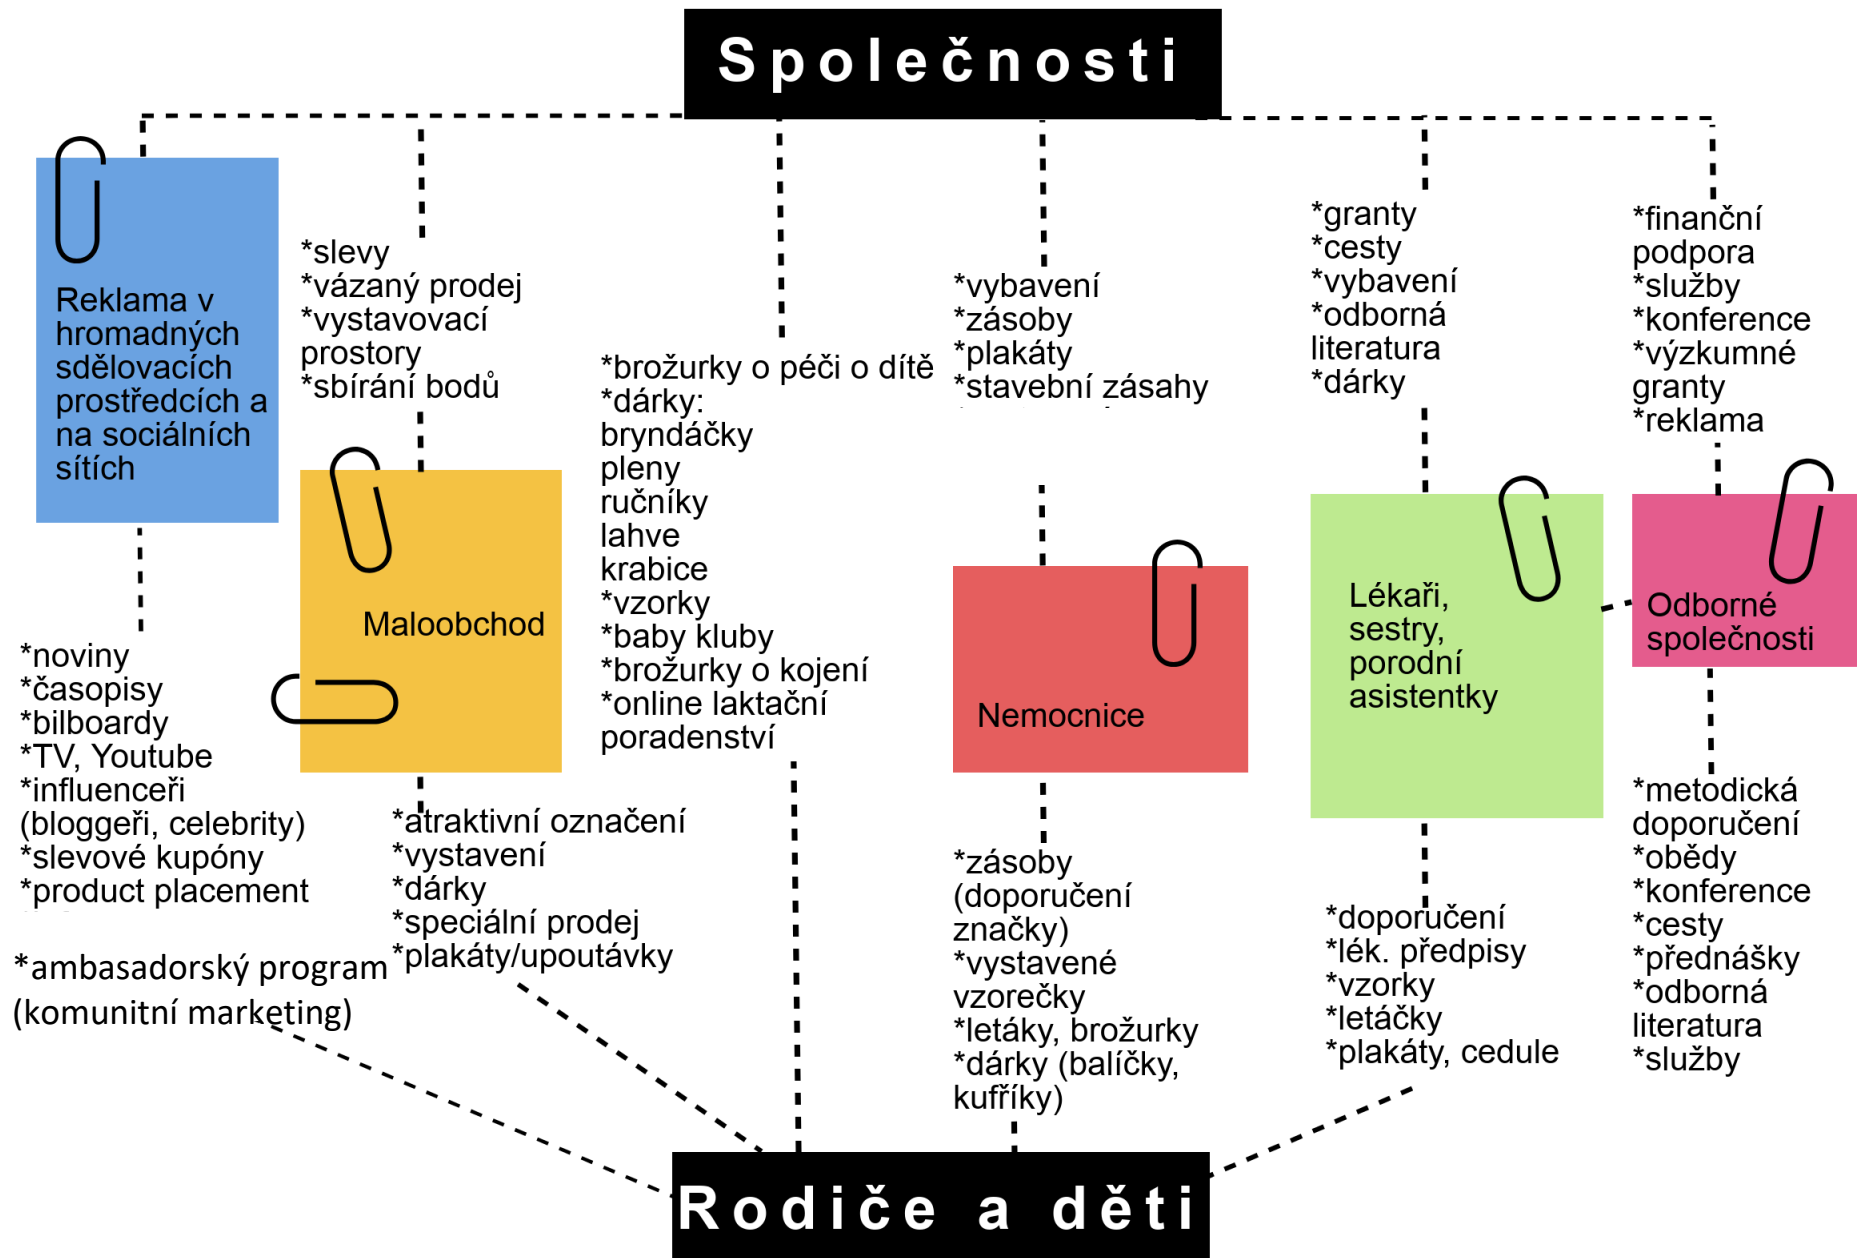 Společnosti
Reklama v
hromadných
sdělovacích
prostředcích a
na sociálních
sítích
*noviny
*časopisy
*bilboardy
*TV, Youtube
*influenceři
(bloggeři, celebrity)
*slevové kupóny
*product placement
*ambasadorský program
(komunitní marketing)
*slevy
*vázaný prodej
*vystavovací
prostory
*sbírání bodů
Maloobchod
*atraktivní označení
*vystavení
*dárky
*speciální prodej
*plakáty/upoutávky
*brožurky o péči o dítě
*dárky:
bryndáčky
pleny
ručníky
lahve
krabice
*vzorky
*baby kluby
*brožurky o kojení
*online laktační
poradenství
*vybavení
*zásoby
*plakáty
*stavební zásahy
Nemocnice
*zásoby
(doporučení
značky)
*vystavené
vzorečky
*letáky, brožurky
*dárky (balíčky,
kufříky)
*granty
*cesty
*vybavení
*odborná
literatura
*dárky
Lékaři,
sestry,
porodní
asistentky
*doporučení
*lék. předpisy
*vzorky
*letáčky
*plakáty, cedule
*finanční
podpora
*služby
*konference
*výzkumné
granty
*reklama
Odborné
společnosti
*metodická
doporučení
*obědy
*konference
*cesty
*přednášky
*odborná
literatura
*služby
Rodiče a děti